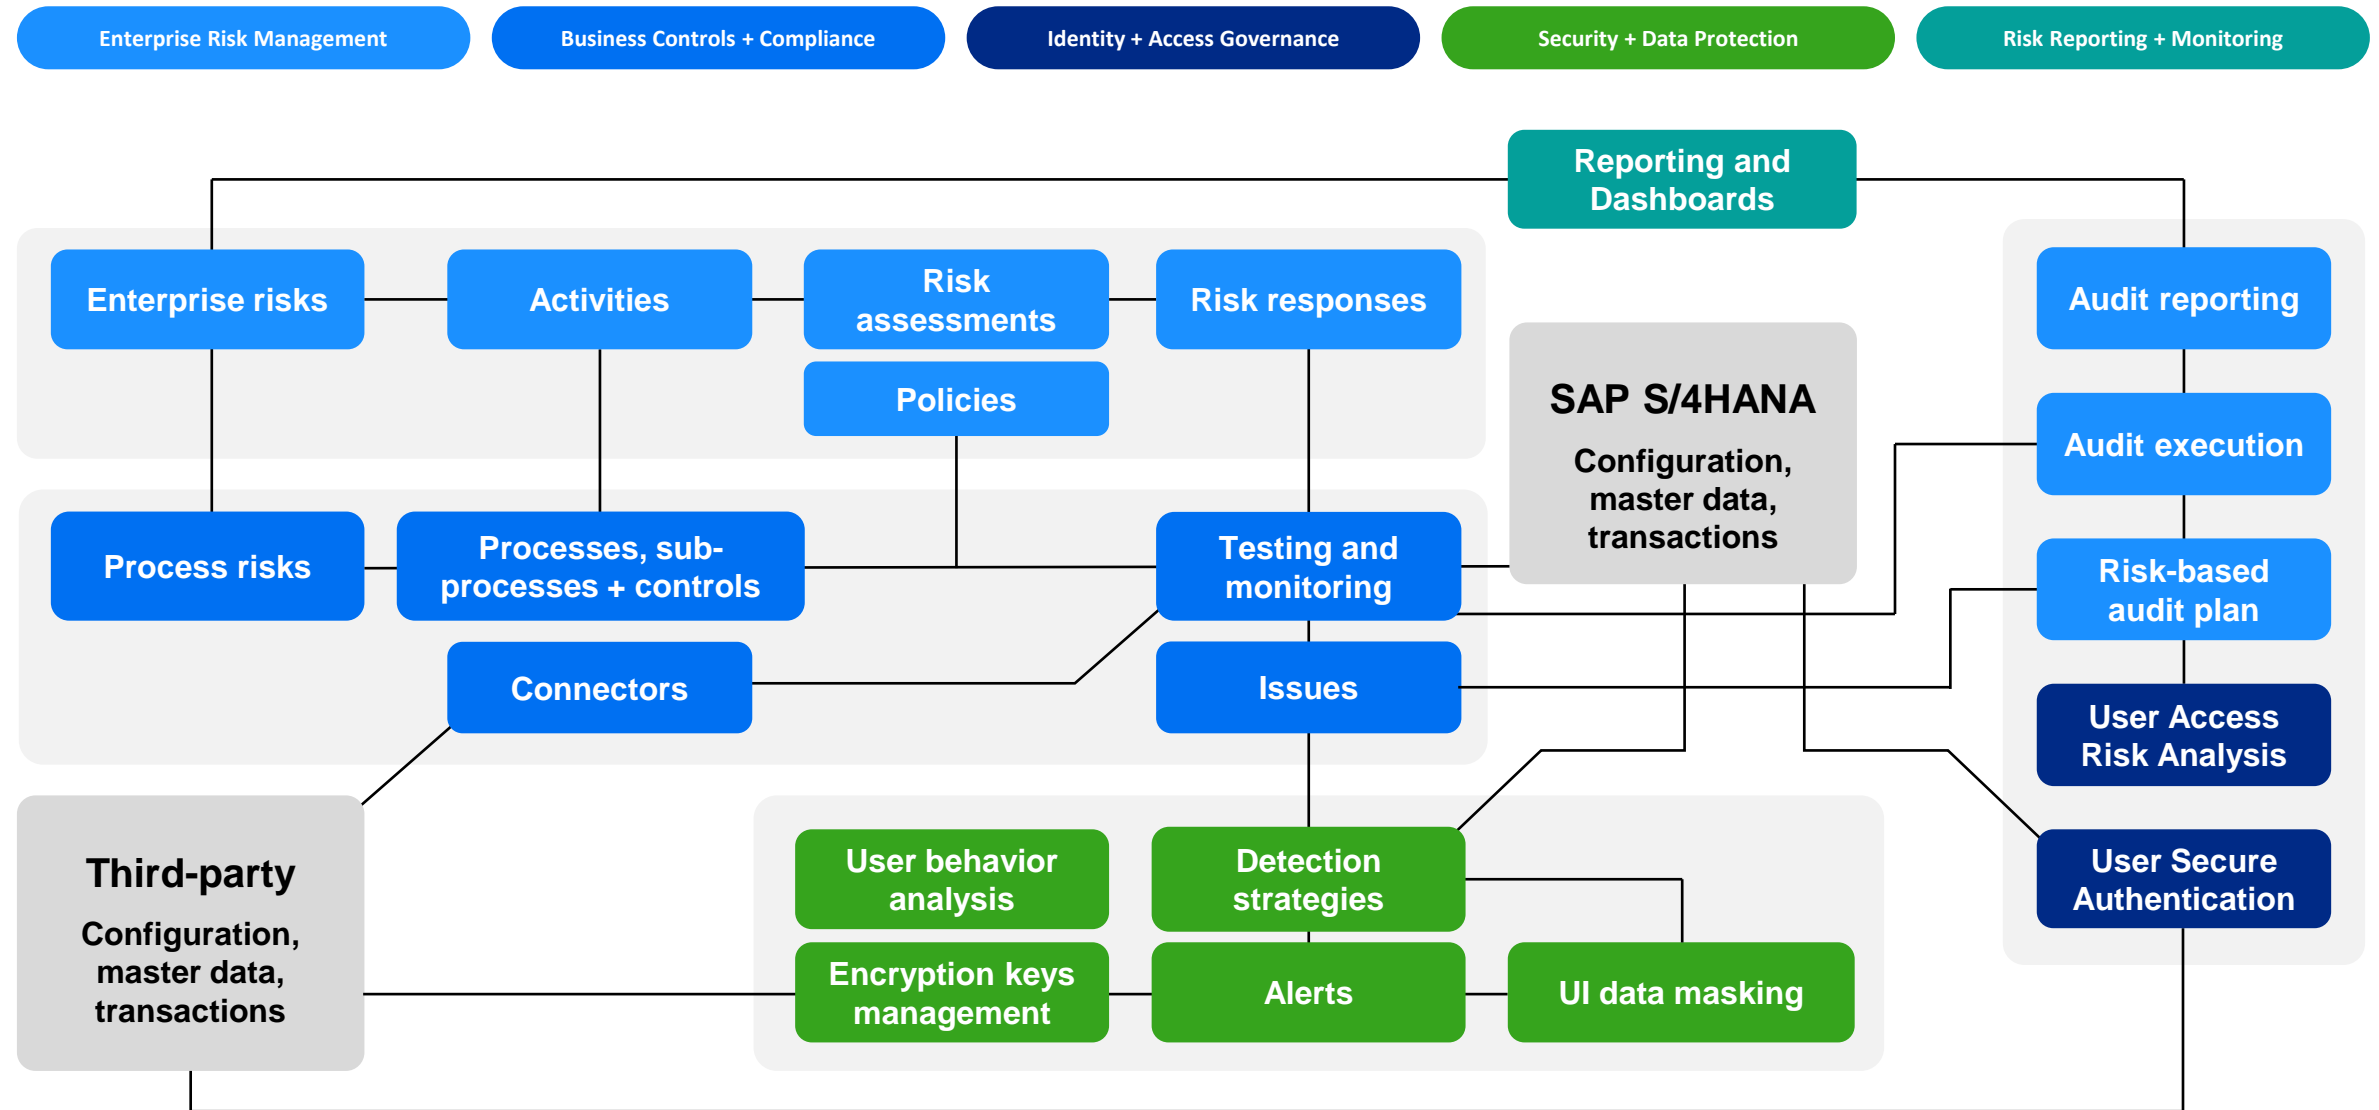 Enterprise Risk Management
Business Controls + Compliance
Identity + Access Governance
Security + Data Protection
Risk Reporting + Monitoring
Reporting and
Dashboards
Enterprise risks
Activities
Risk
assessments
Risk responses
Policies
Audit reporting
SAP S/4HANA
Configuration,
master data,
transactions
Audit execution
Process risks
Processes, sub-
processes + controls
Testing and
monitoring
Risk-based
audit plan
Connectors
Issues
User Access
Risk Analysis
Third-party
Configuration,
master data,
transactions
User behavior
analysis
Detection
strategies
User Secure
Authentication
Encryption keys
management
Alerts
UI data masking